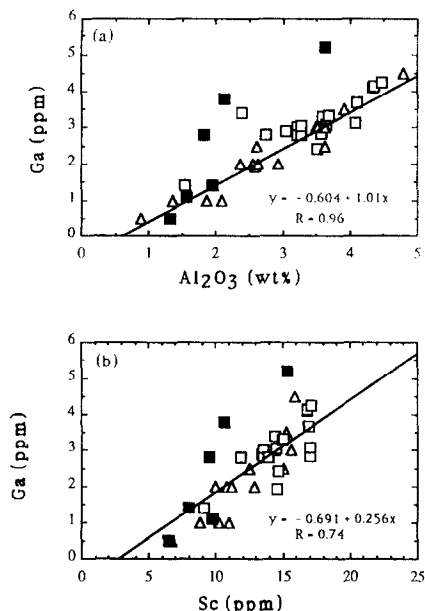 (a)
6
5
4
3
2
1
0
Ga (ppm)
y = - 0.604 + 1.01x
R = 0.96
0 1 2 3 4 5
Al2O3 (wt%)
(b)
6
5
4
3
2
1
0
Ga (ppm)
y = - 0.691 + 0.256x
R = 0.74
0 5 10 15 20 25
Sc (ppm)